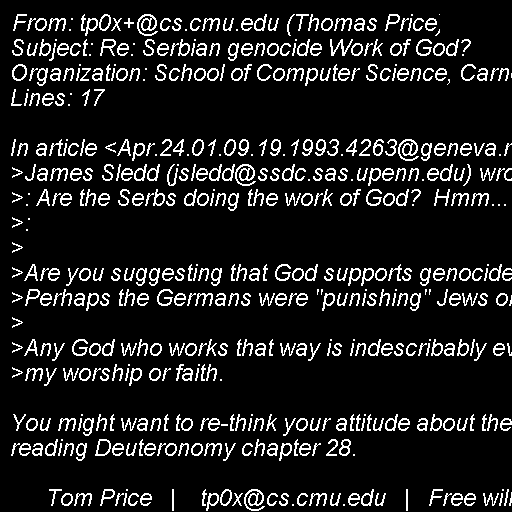 From: tp0x+@cs.cmu.edu (Thomas Price)
Subject: Re: Serbian genocide Work of God?
Organization: School of Computer Science, Carn
Lines: 17

In article <Apr.24.01.09.19.1993.4263@geneva.r
>James Sledd (jsledd@ssdc.sas.upenn.edu) wro
>: Are the Serbs doing the work of God?  Hmm...
>:
>
>Are you suggesting that God supports genocide
>Perhaps the Germans were "punishing" Jews o
>
>Any God who works that way is indescribably ev
>my worship or faith.

You might want to re-think your attitude about the
reading Deuteronomy chapter 28.

Tom Price   |    tp0x@cs.cmu.edu   |   Free will